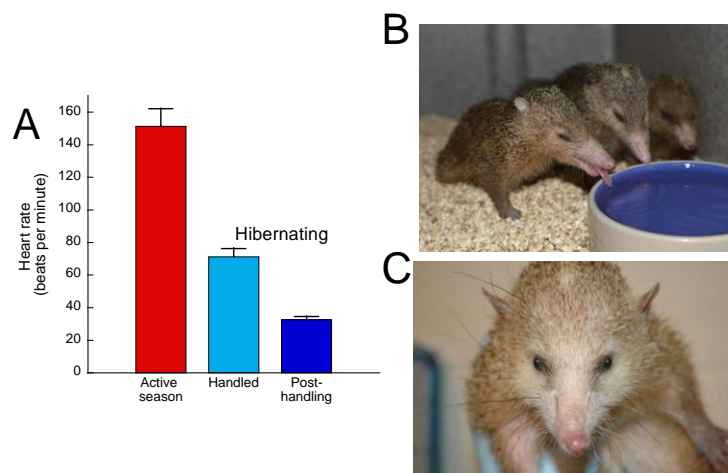 A
B
C
Heart rate
(beats per minute)
160
140
120
100
80
60
40
20
0
Hibernating
Active
season
Handled
Post-
handling